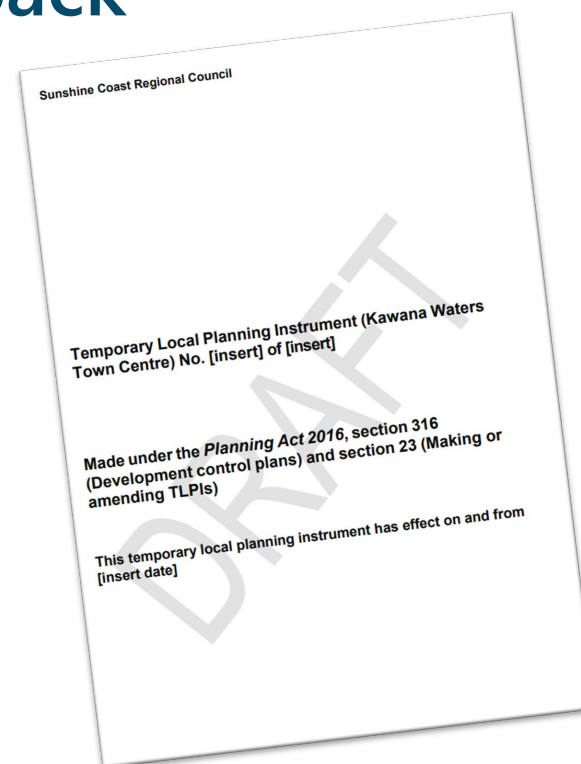 Sunshine Coast Regional Council
Temporary Local Planning Instrument (Kawana Waters
Town Centre) No. [insert] of [insert]
Made under the Planning Act 2016, section 316
(Development control plans) and section 23 (Making or
amending TLPIs)
This temporary local planning instrument has effect on and from
[insert date]
DRAFT